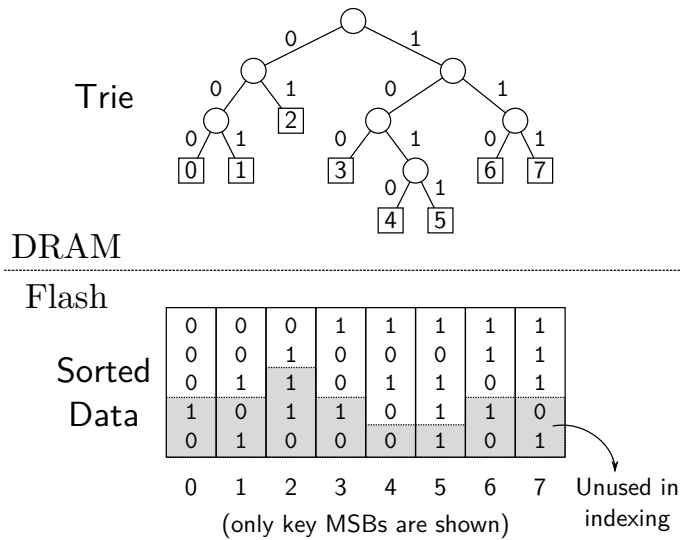 0 1
0 1 0 1
Trie
0 1 2 0 1 0 1
0 1 3 0 1 6 7
4 5
DRAM
Flash
0 0 0 1 1 1 1 1
0 0 1 0 0 0 1 1
0 1 1 0 1 1 0 1
1 0 1 1 0 1 1 0
0 1 0 0 0 1 0 1
Sorted
Data
0 1 2 3 4 5 6 7
(only key MSBs are shown)
Unused in
indexing